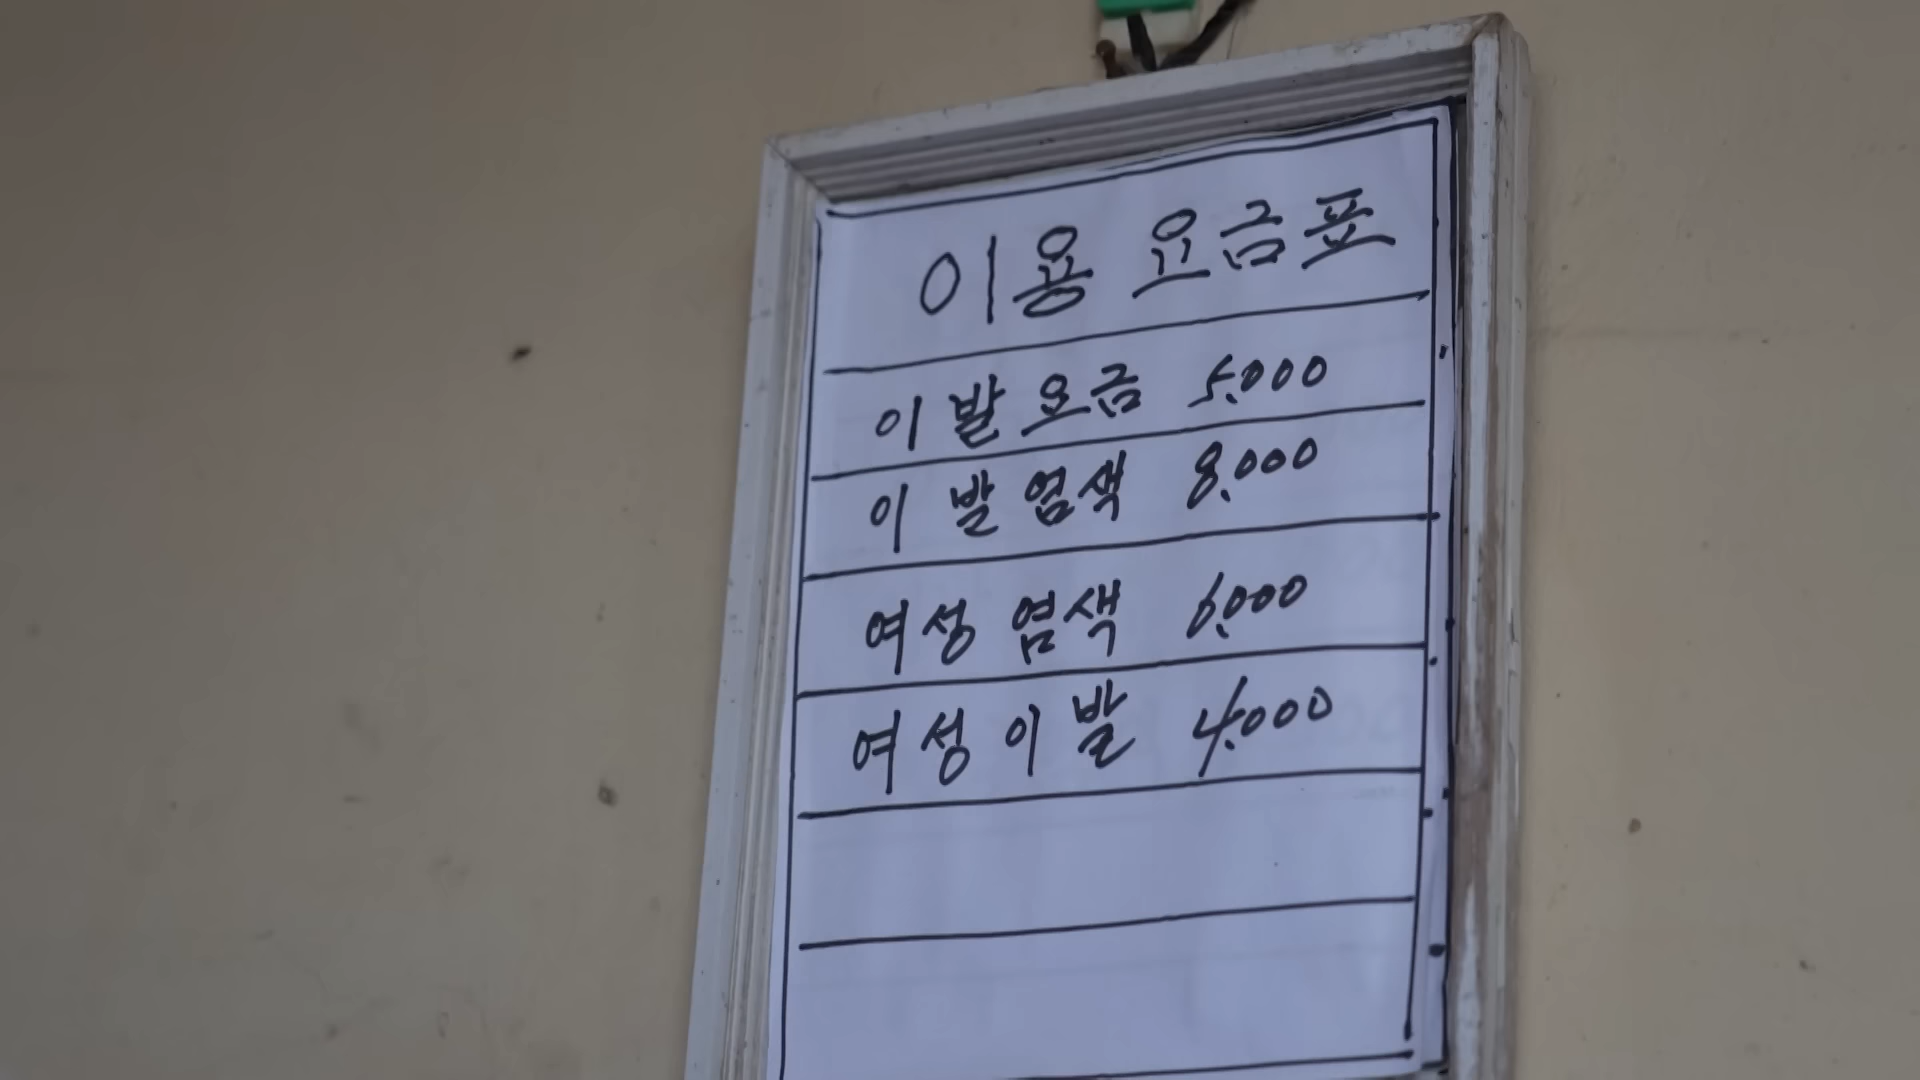 이용 요금표
이발요금 5.000
이발염색 8.000
여성 염색 6.000
여성 이발 4.000